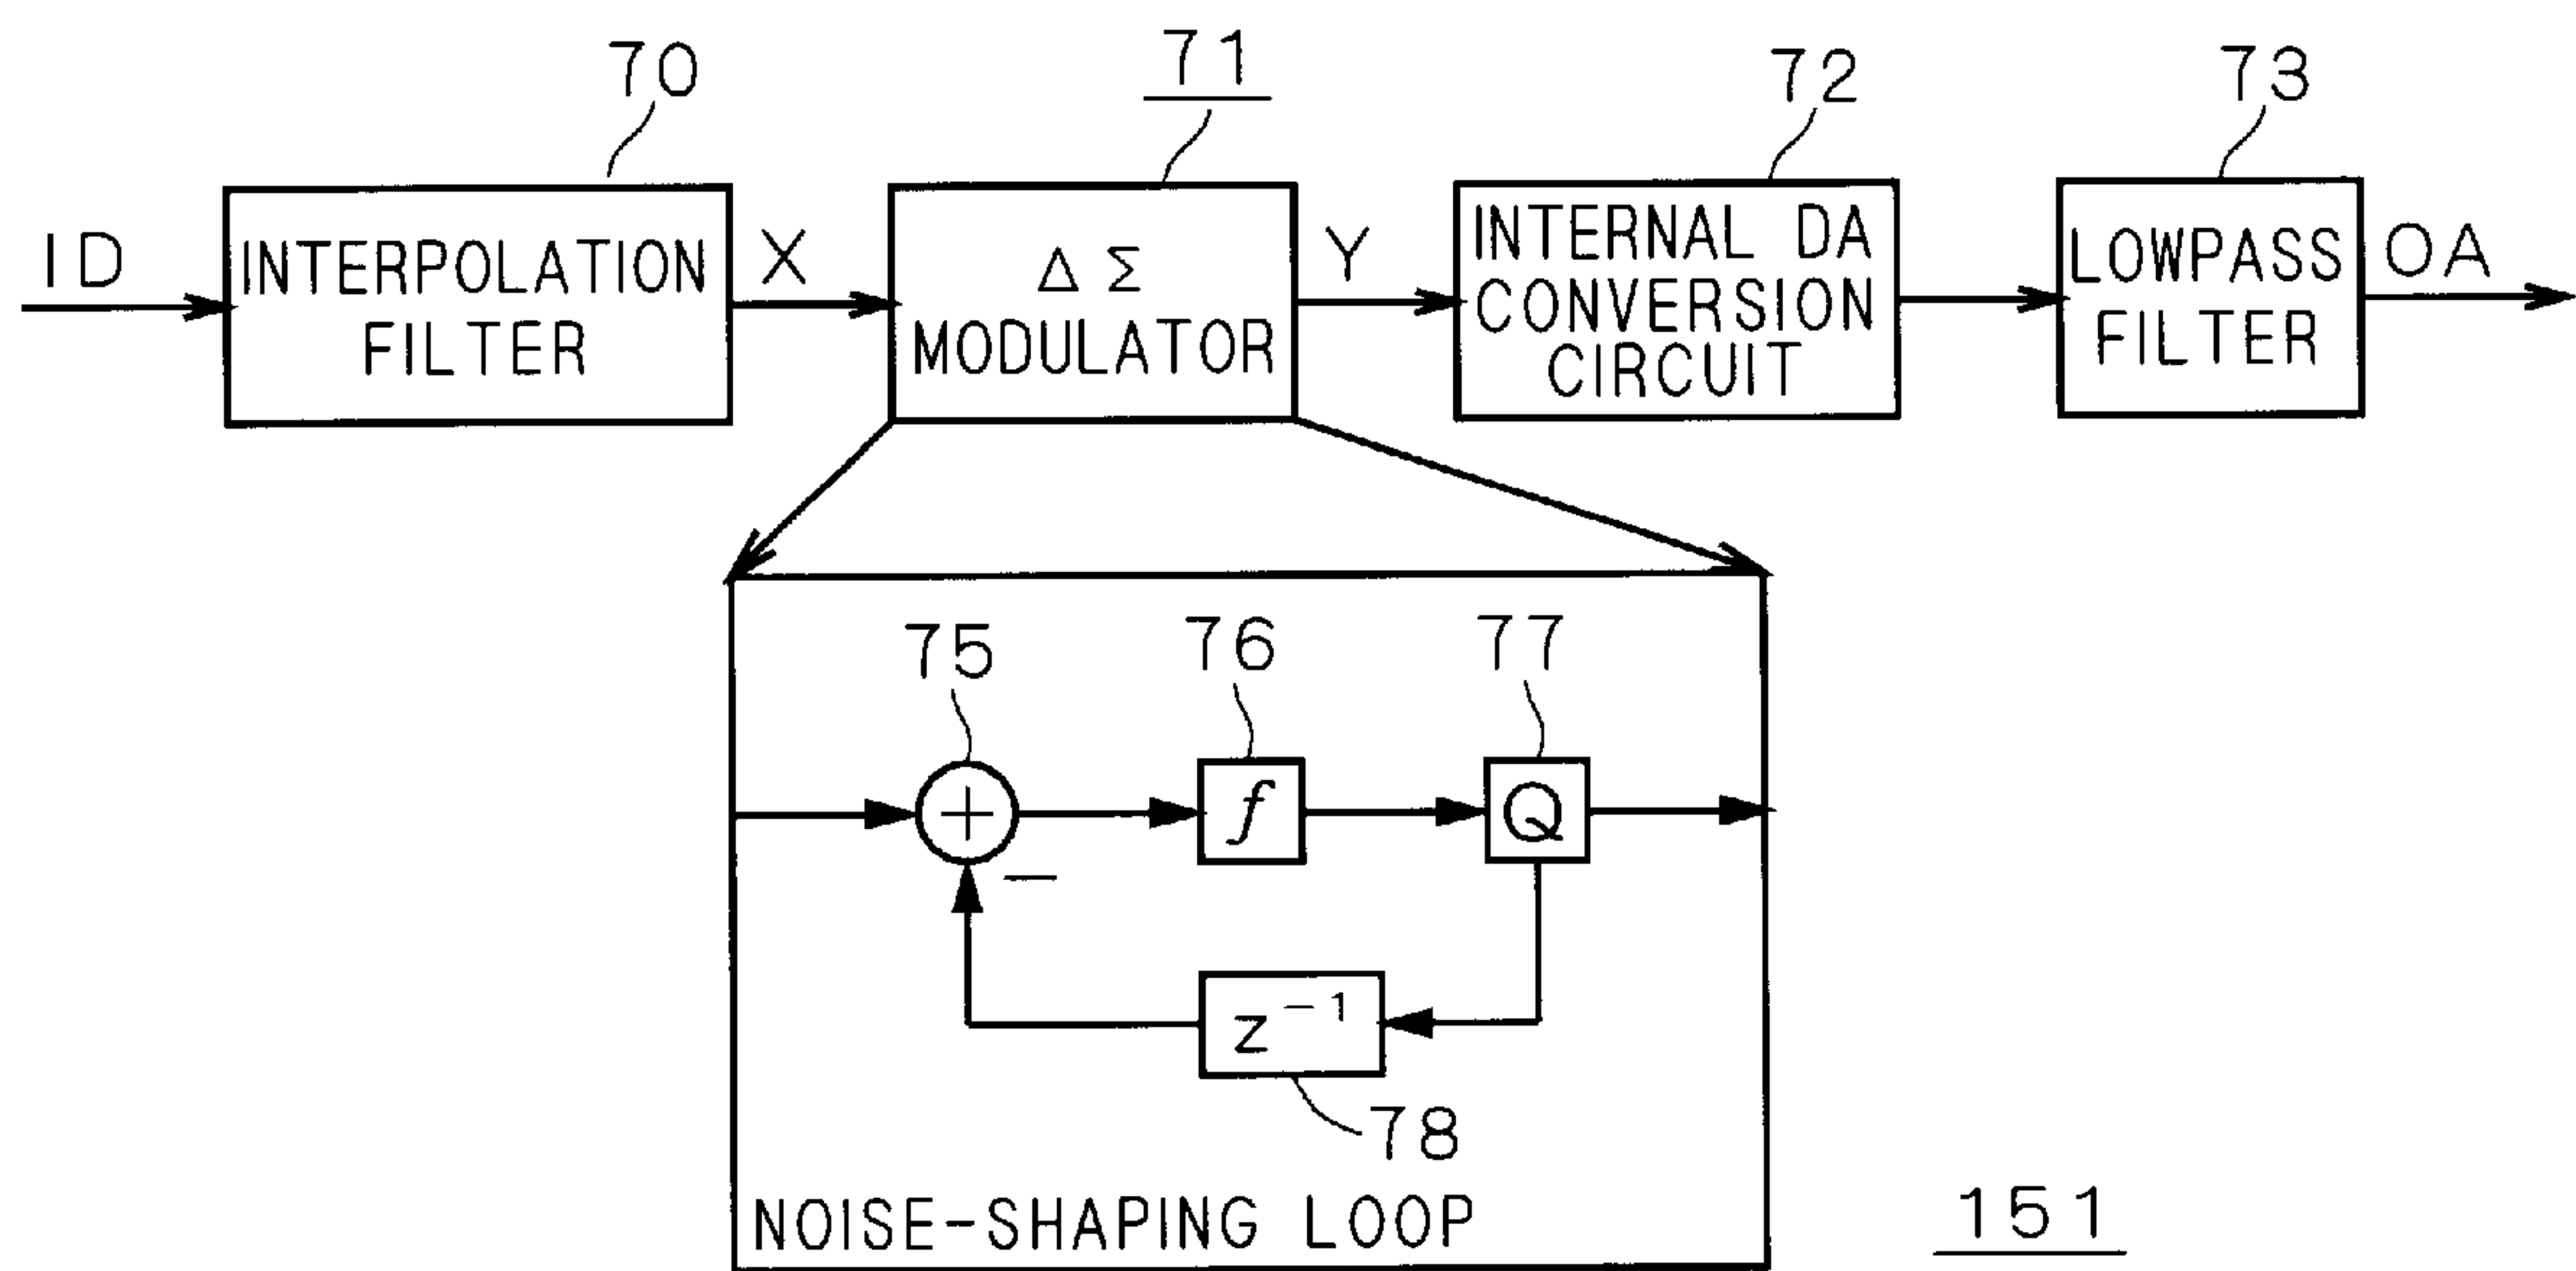 70
71
72
73
ID
INTERPOLATION
FILTER
X
Δ Σ
MODULATOR
Y
INTERNAL DA
CONVERSION
CIRCUIT
LOWPASS
FILTER
OA
75
76
77
+
f
Q
−
z⁻¹
78
NOISE-SHAPING LOOP
151